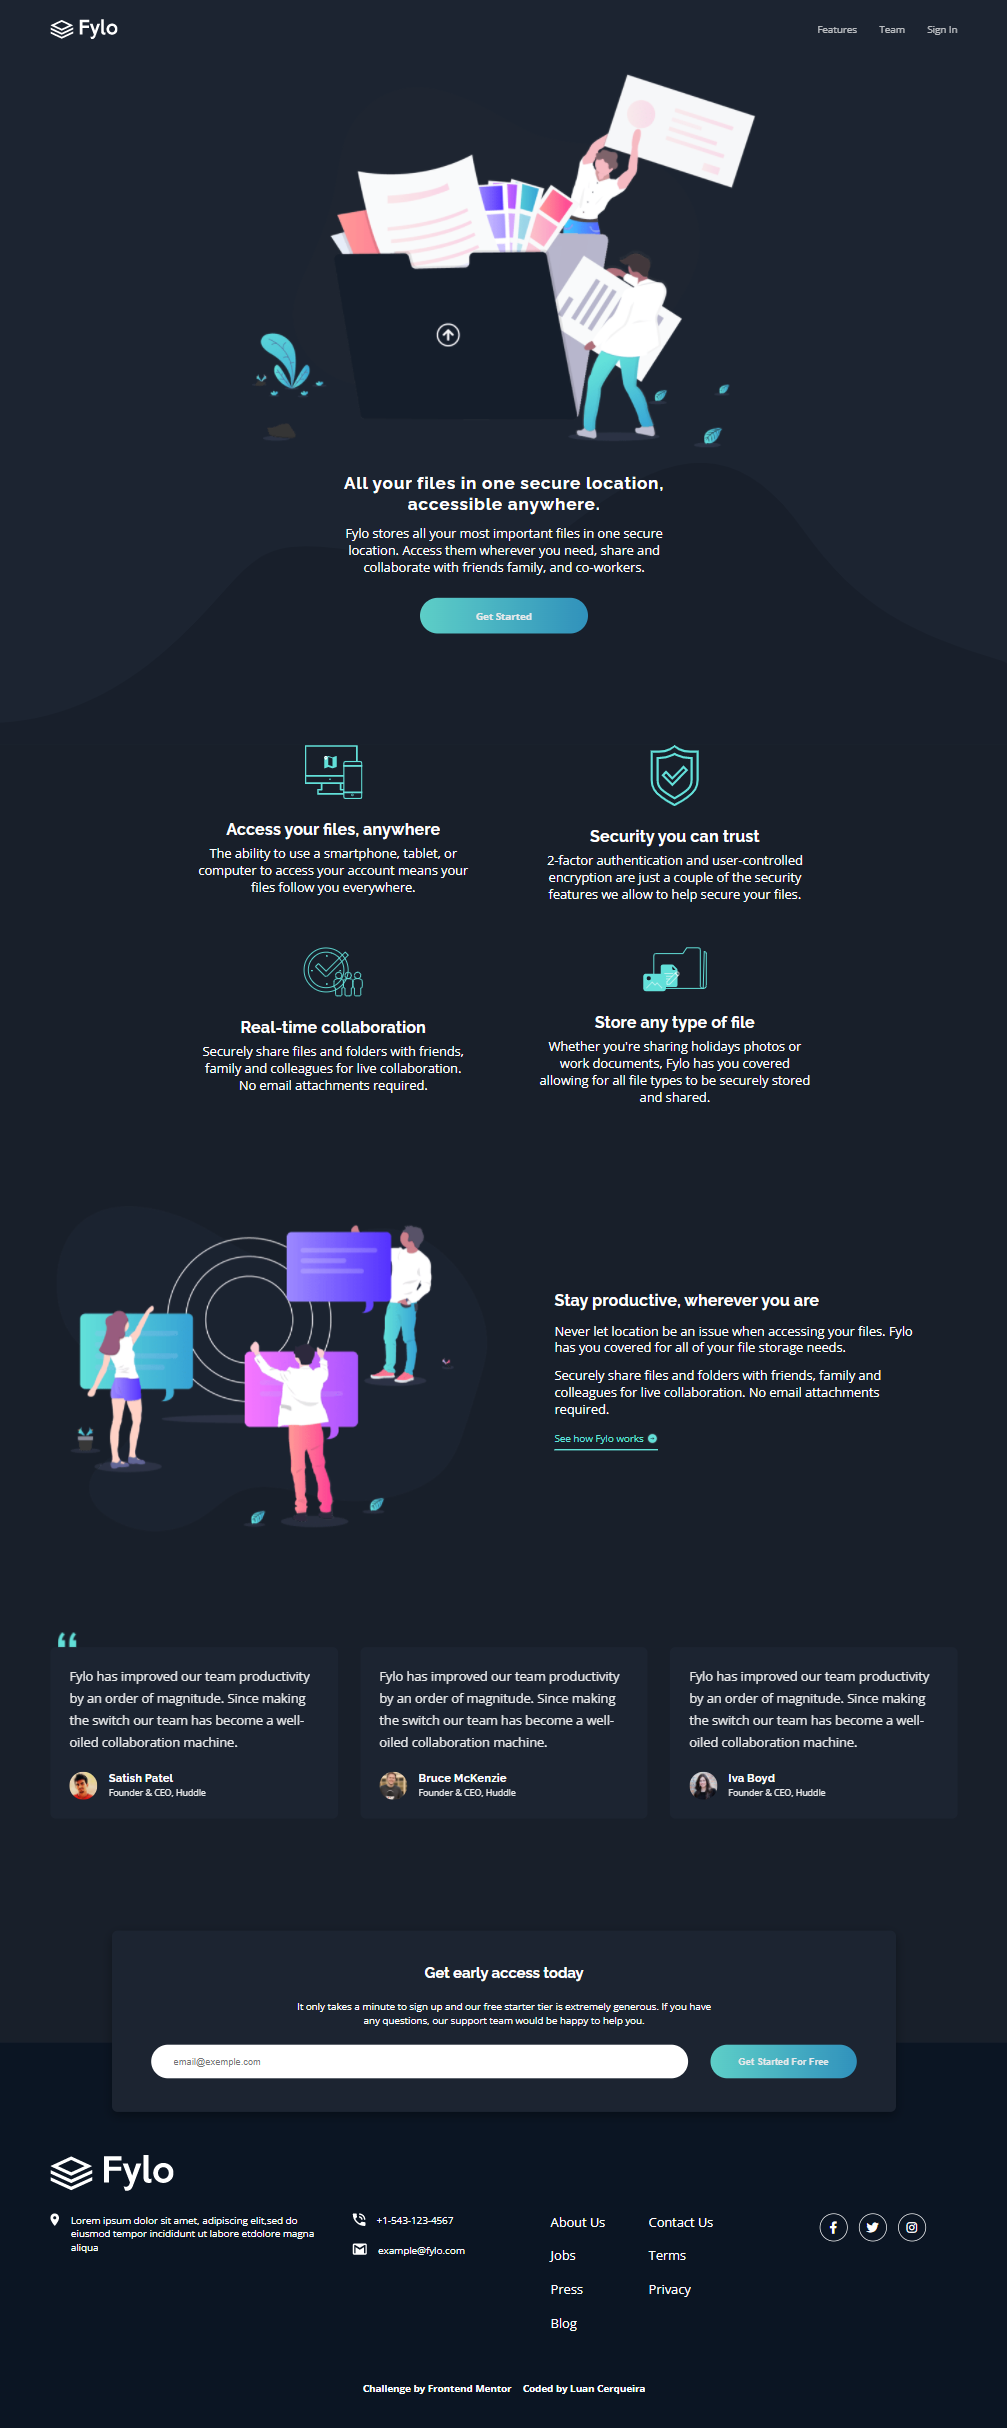 Fylo
Features Team Sign In
All your files in one secure location,
accessible anywhere.
Fylo stores all your most important files in one secure
location. Access them wherever you need, share and
collaborate with friends family, and co-workers.
Get Started
Access your files, anywhere
The ability to use a smartphone, tablet, or
computer to access your account means your
files follow you everywhere.
Security you can trust
2-factor authentication and user-controlled
encryption are just a couple of the security
features we allow to help secure your files.
Real-time collaboration
Securely share files and folders with friends,
family and colleagues for live collaboration.
No email attachments required.
Store any type of file
Whether you're sharing holidays photos or
work documents, Fylo has you covered
allowing for all file types to be securely stored
and shared.
Stay productive, wherever you are
Never let location be an issue when accessing your files. Fylo
has you covered for all of your file storage needs.
Securely share files and folders with friends, family and
colleagues for live collaboration. No email attachments
required.
See how Fylo works
“
Fylo has improved our team productivity
by an order of magnitude. Since making
the switch our team has become a well-
oiled collaboration machine.
Satish Patel
Founder & CEO, Huddle
Fylo has improved our team productivity
by an order of magnitude. Since making
the switch our team has become a well-
oiled collaboration machine.
Bruce McKenzie
Founder & CEO, Huddle
Fylo has improved our team productivity
by an order of magnitude. Since making
the switch our team has become a well-
oiled collaboration machine.
Iva Boyd
Founder & CEO, Huddle
Get early access today
It only takes a minute to sign up and our free starter tier is extremely generous. If you have
any questions, our support team would be happy to help you.
email@exemple.com
Get Started For Free
Fylo
Lorem ipsum dolor sit amet, adipiscing elit,sed do
eiusmod tempor incididunt ut labore etdolore magna
aliqua
+1-543-123-4567
example@fylo.com
About Us
Jobs
Press
Blog
Contact Us
Terms
Privacy
Challenge by Frontend Mentor Coded by Luan Cerqueira